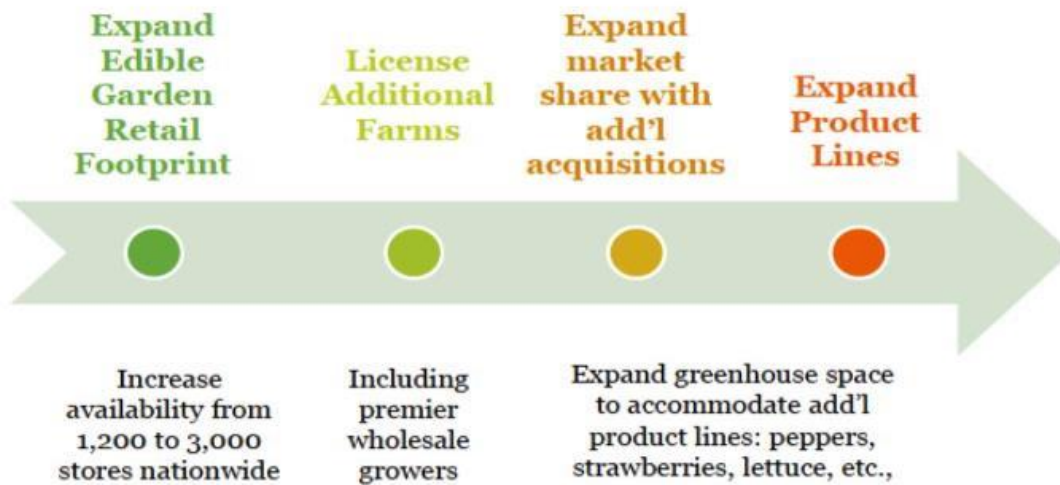 Expand
Edible
Garden
Retail
Footprint
License
Additional
Farms
Expand
market
share with
add’l
acquisitions
Expand
Product
Lines
Increase
availability from
1,200 to 3,000
stores nationwide
Including
premier
wholesale
growers
Expand greenhouse space
to accommodate add’l
product lines: peppers,
strawberries, lettuce, etc.,